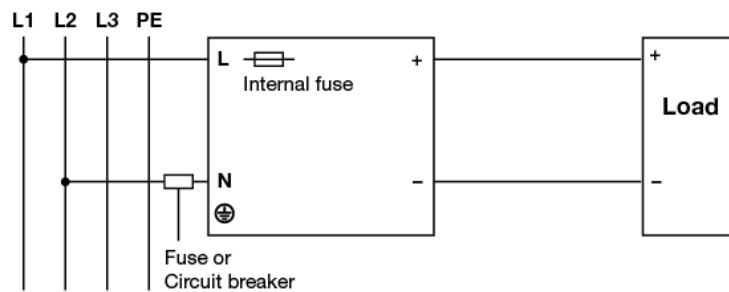 L1 L2 L3 PE
L
Internal fuse
+
+
Load
N
−
−
Fuse or
Circuit breaker